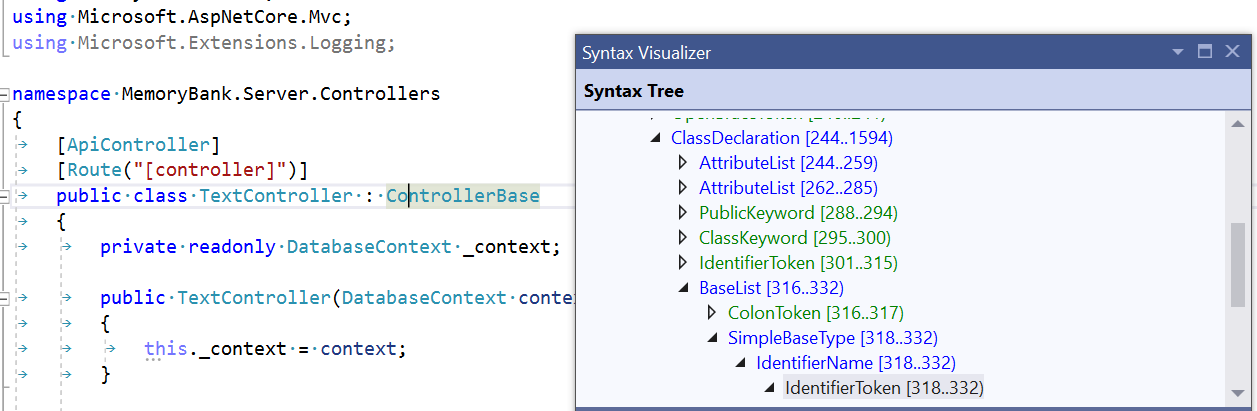 using Microsoft.AspNetCore.Mvc;
using Microsoft.Extensions.Logging;
namespace MemoryBank.Server.Controllers
{
[ApiController]
[Route("[controller]")]
public class TextController : ControllerBase
{
private readonly DatabaseContext _context;
public TextController(DatabaseContext conte
{
this._context = context;
}
Syntax Visualizer
Syntax Tree
ClassDeclaration [244..1594)
AttributeList [244..259)
AttributeList [262..285)
PublicKeyword [288..294)
ClassKeyword [295..300)
IdentifierToken [301..315)
BaseList [316..332)
ColonToken [316..317)
SimpleBaseType [318..332)
IdentifierName [318..332)
IdentifierToken [318..332)